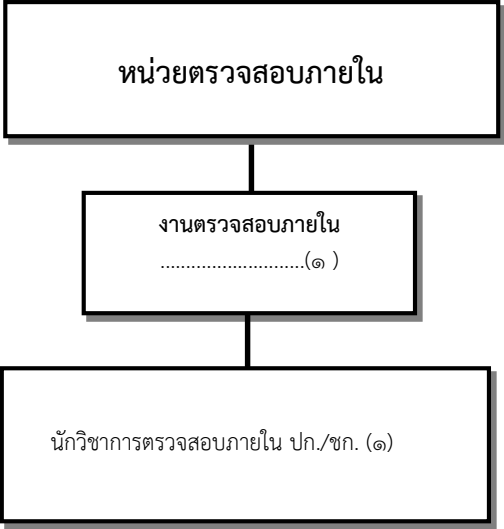 หน่วยตรวจสอบภายใน
งานตรวจสอบภายใน
............................(๑ )
นักวิชาการตรวจสอบภายใน ปก./ชก. (๑)